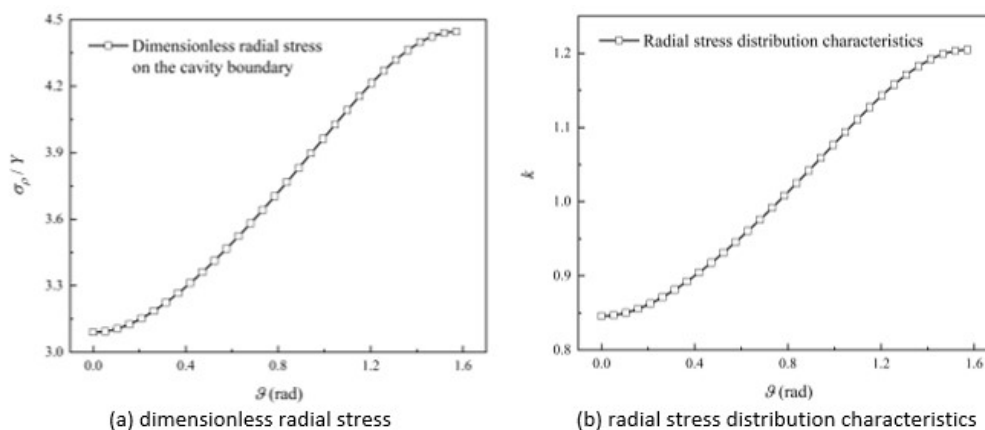 4.5
4.2
3.9
3.6
3.3
3.0
σρ / Y
Dimensionless radial stress
on the cavity boundary
0.0 0.4 0.8 1.2 1.6
ϑ (rad)
(a) dimensionless radial stress
1.2
1.1
1.0
0.9
0.8
k
Radial stress distribution characteristics
0.0 0.4 0.8 1.2 1.6
ϑ (rad)
(b) radial stress distribution characteristics